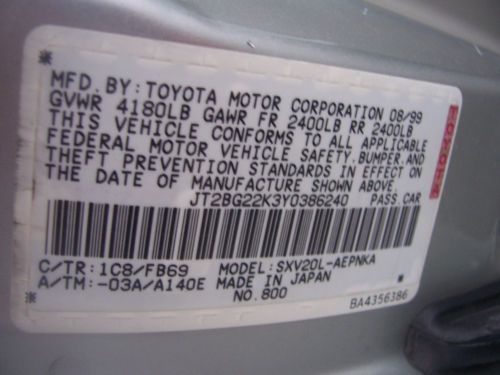 MFD. BY: TOYOTA MOTOR CORPORATION 08/99
GVWR 4180LB GAWR FR 2400LB RR 2400LB
THIS VEHICLE CONFORMS TO ALL APPLICABLE
FEDERAL MOTOR VEHICLE SAFETY, BUMPER, AND
THEFT PREVENTION STANDARDS IN EFFECT ON
THE DATE OF MANUFACTURE SHOWN ABOVE.
JT2BG22K3Y0386240 PASS. CAR
TOYOTA
C/TR: 1C8/FB69 MODEL: SXV20L-AEPNKA
A/TM: -03A/A140E MADE IN JAPAN
NO. 800
BA4356386